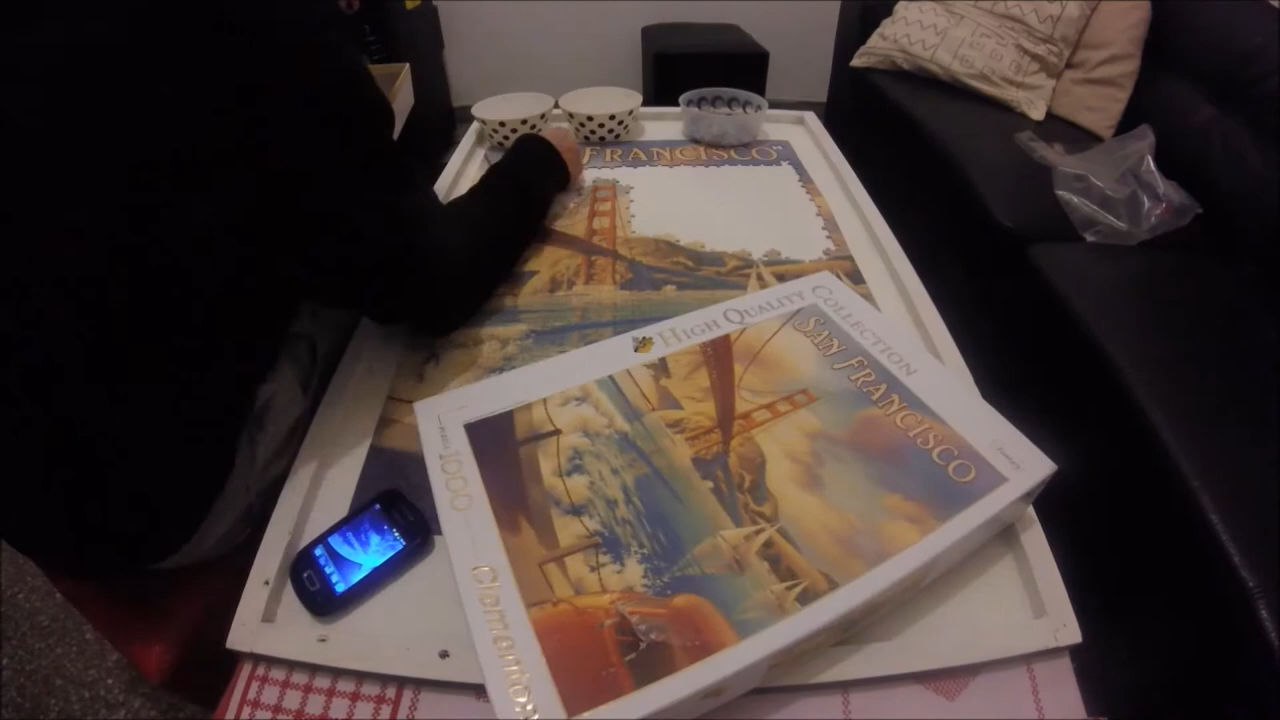 FRANCISCO"
HIGH QUALITY COLLECTION
SAN FRANCISCO
1000
Clementoni